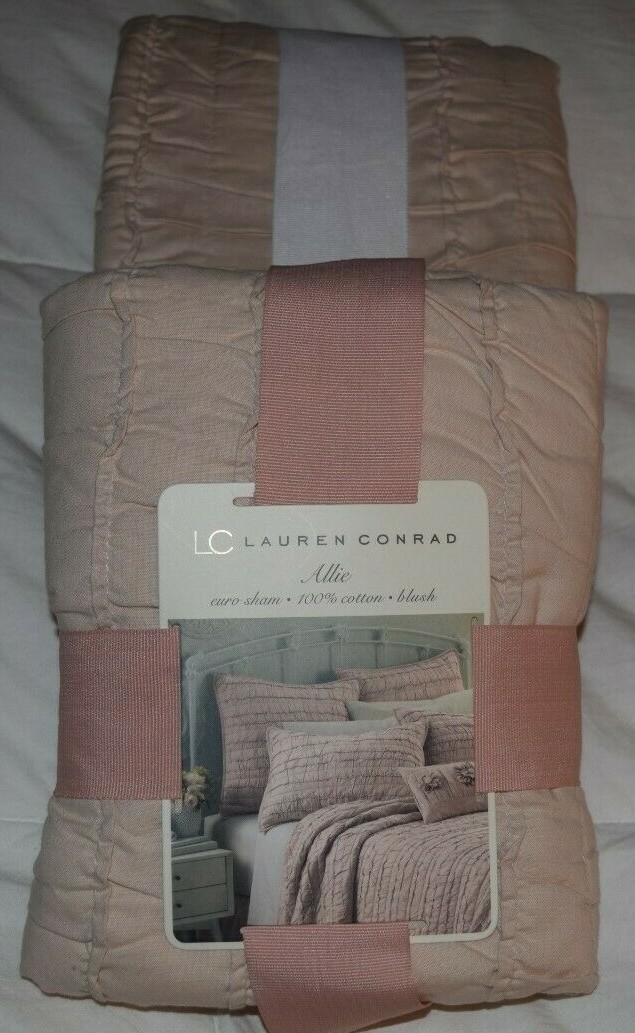 LC LAUREN CONRAD
Allie
euro sham • 100% cotton • blush